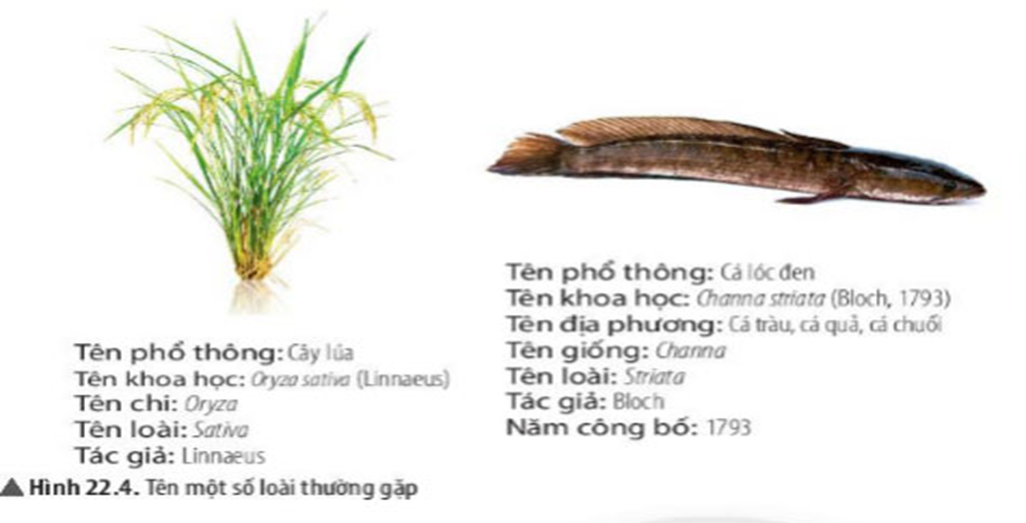 Tên phổ thông: Cây lúa
Tên khoa học: Oryza sativa (Linnaeus)
Tên chi: Oryza
Tên loài: Sativa
Tác giả: Linnaeus
Tên phổ thông: Cá lóc đen
Tên khoa học: Channa striata (Bloch, 1793)
Tên địa phương: Cá tràu, cá quả, cá chuối
Tên giống: Channa
Tên loài: Striata
Tác giả: Bloch
Năm công bố: 1793
▲ Hình 22.4. Tên một số loài thường gặp